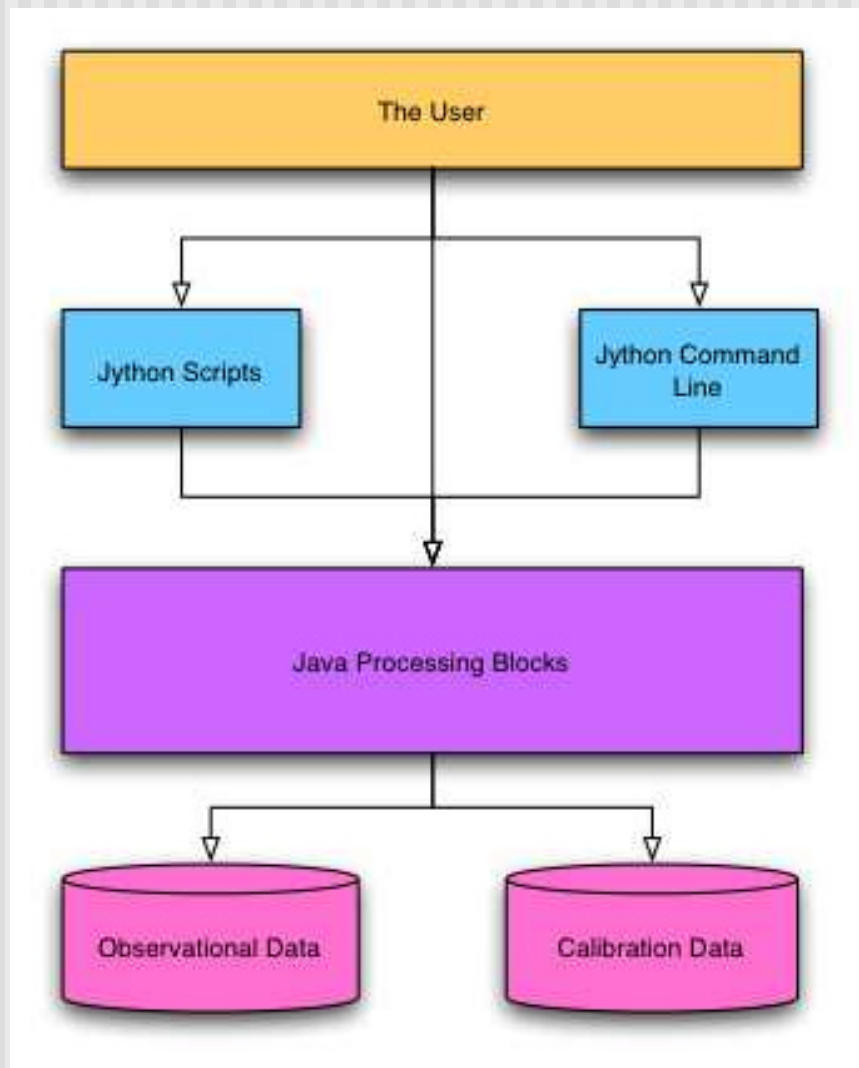 The User
Jython Scripts
Jython Command
Line
Java Processing Blocks
Observational Data
Calibration Data